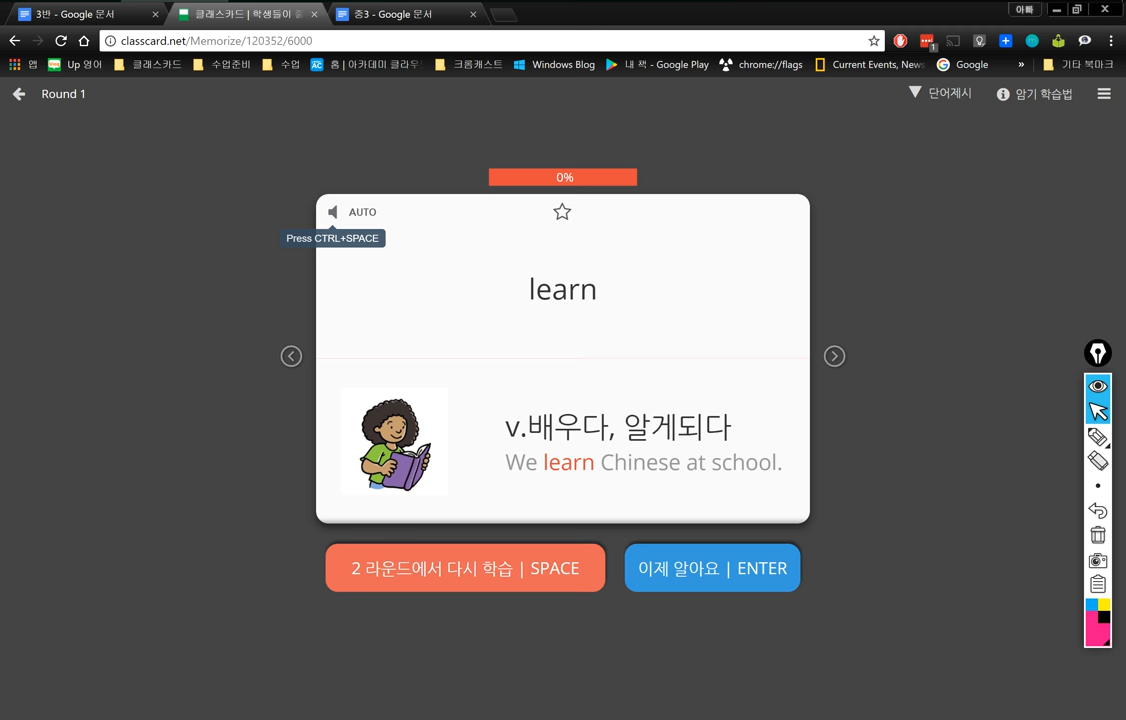 3반 - Google 문서
클래스카드 | 학생들이 즐
중3 - Google 문서
아빠
classcard.net/Memorize/120352/6000
1
앱
Up 영어
클래스카드
수업준비
수업
홈 | 아카데미 클라우
크롬캐스트
Windows Blog
내 책 - Google Play
chrome://flags
Current Events, News
Google
»
기타 북마크
Round 1
단어제시
암기 학습법
0%
AUTO
Press CTRL+SPACE
learn
v.배우다, 알게되다
We learn Chinese at school.
2 라운드에서 다시 학습 | SPACE
이제 알아요 | ENTER